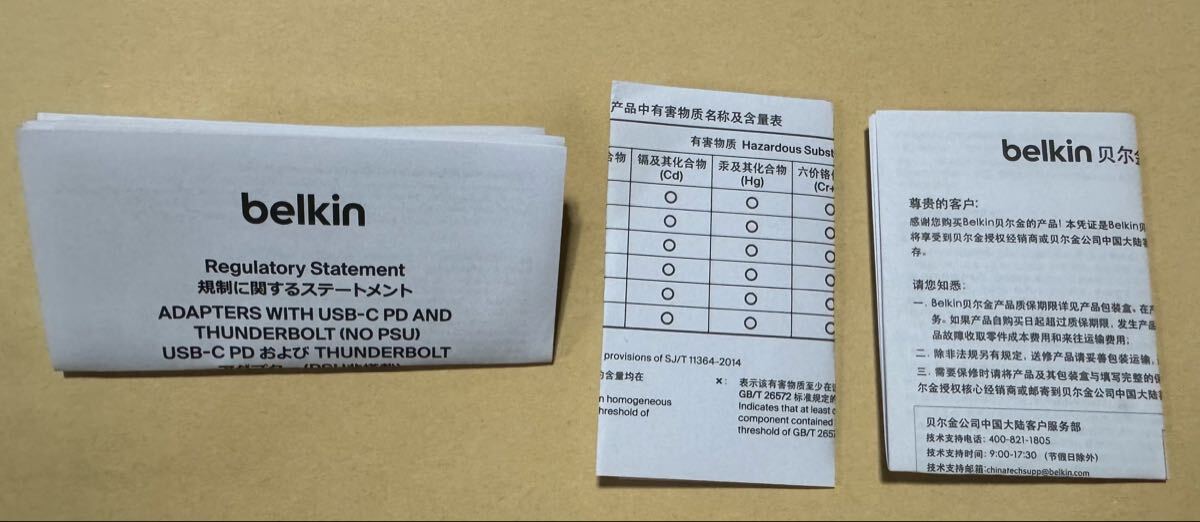 belkin
Regulatory Statement
規制に関するステートメント
ADAPTERS WITH USB-C PD AND
THUNDERBOLT (NO PSU)
USB-C PD および THUNDERBOLT
产品中有害物质名称及含量表
有害物质 Hazardous Subst
合物 镉及其化合物 汞及其化合物 六价铬
(Cd) (Hg) (Cr+
○ ○ ○
○ ○ ○
○ ○ ○
○ ○ ○
○ ○ ○
○ ○ ○
provisions of SJ/T 11364-2014
含量均在
n homogeneous
hreshold of
×: 表示该有害物质至少在
GB/T 26572 标准规定的
Indicates that at least
component contained
threshold of GB/T 2657
belkin 贝尔金
尊贵的客户:
感谢您购买Belkin贝尔金的产品! 本凭证是Belkin贝
将享受到贝尔金授权经销商或贝尔金公司中国大陆
存。
请您知悉:
一. Belkin贝尔金产品质保期限详见产品包装盒。在产
务。如果产品自购买日起超过质保期限, 发生产品
品故障收取零件成本费用和来往运输费用;
二. 除非法规另有规定, 送修产品请妥善包装运输,
三. 需要保修时请将产品及其包装盒与填写完整的保
尔金授权核心经销商或邮寄到贝尔金公司中国大陆
贝尔金公司中国大陆客户服务部
技术支持电话: 400-821-1805
技术支持时间: 9:00-17:30 (节假日除外)
技术支持邮箱:chinatechsupp@belkin.com